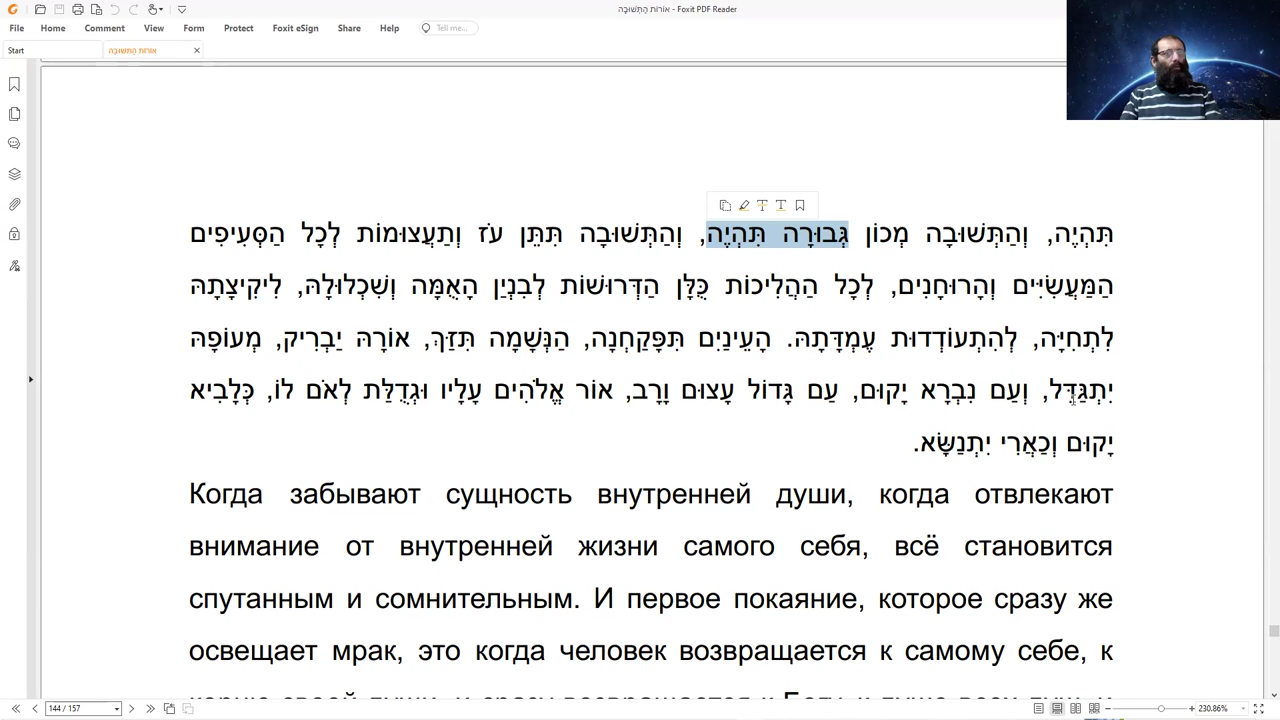 אורות התשובה - Foxit PDF Reader
File Home Comment View Form Protect Foxit eSign Share Help Tell me...
Start
אורות התשובה
תִּהְיֶה, וְהַתְּשׁוּבָה מְכוֹן גְּבוּרָה תִּהְיֶה, וְהַתְּשׁוּבָה תִּתֵּן עֹז וְתַעֲצוּמוֹת לְכָל הַסְּעִיפִים
הַמַּעֲשִׂיִּים וְהָרוּחָנִים, לְכָל הַהֲלִיכוֹת כֻּלָּן הַדְּרוּשׁוֹת לְבִנְיַן הָאֻמָּה וְשִׁכְלוּלָהּ, לִיקִיצָתָהּ
לִתְחִיָּה, לְהִתְעוֹדְדוּת עֶמְדָּתָהּ. הָעֵינַיִם תִּפָּקַחְנָה, הַנְּשָׁמָה תִּזַּךְ, אוֹרָהּ יַבְרִיק, מְעוֹפָהּ
יִתְגַּדֵּל, וְעַם נִבְרָא יָקוּם, עַם גָּדוֹל עָצוּם וָרָב, אוֹר אֱלֹהִים עָלָיו וּגְדֻלַּת לְאֹם לוֹ, כְּלָבִיא
יָקוּם וְכַאֲרִי יִתְנַשָּׂא.
Когда забывают сущность внутренней души, когда отвлекают
внимание от внутренней жизни самого себя, всё становится
спутанным и сомнительным. И первое покаяние, которое сразу же
освещает мрак, это когда человек возвращается к самому себе, к
144 / 157 230.86%